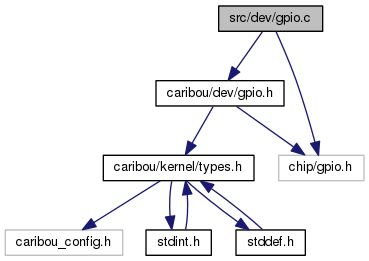 src/dev/gpio.c
caribou/dev/gpio.h
caribou/kernel/types.h
chip/gpio.h
caribou_config.h
stdint.h
stddef.h